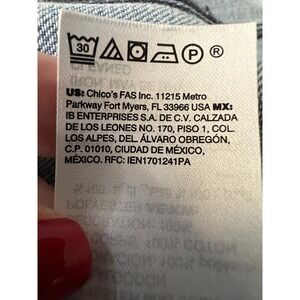 30
P
US: Chico's FAS Inc. 11215 Metro
Parkway Fort Myers, FL 33966 USA MX:
IB ENTERPRISES S.A. DE C.V. CALZADA
DE LOS LEONES NO. 170, PISO 1, COL.
LOS ALPES, DEL. ÁLVARO OBREGÓN,
C.P. 01010, CIUDAD DE MÉXICO,
MÉXICO. RFC: IEN1701241PA